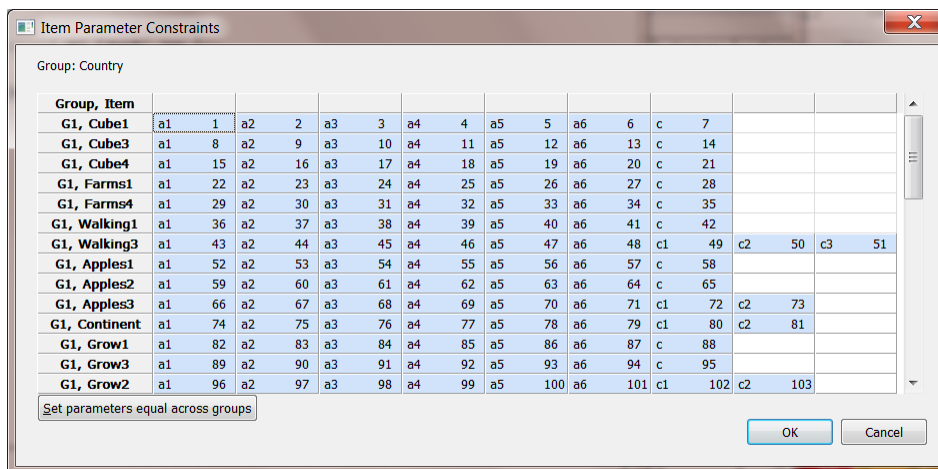 Item Parameter Constraints
Group: Country
Group, Item
G1, Cube1 a1 1 a2 2 a3 3 a4 4 a5 5 a6 6 c 7
G1, Cube3 a1 8 a2 9 a3 10 a4 11 a5 12 a6 13 c 14
G1, Cube4 a1 15 a2 16 a3 17 a4 18 a5 19 a6 20 c 21
G1, Farms1 a1 22 a2 23 a3 24 a4 25 a5 26 a6 27 c 28
G1, Farms4 a1 29 a2 30 a3 31 a4 32 a5 33 a6 34 c 35
G1, Walking1 a1 36 a2 37 a3 38 a4 39 a5 40 a6 41 c 42
G1, Walking3 a1 43 a2 44 a3 45 a4 46 a5 47 a6 48 c1 49 c2 50 c3 51
G1, Apples1 a1 52 a2 53 a3 54 a4 55 a5 56 a6 57 c 58
G1, Apples2 a1 59 a2 60 a3 61 a4 62 a5 63 a6 64 c 65
G1, Apples3 a1 66 a2 67 a3 68 a4 69 a5 70 a6 71 c1 72 c2 73
G1, Continent a1 74 a2 75 a3 76 a4 77 a5 78 a6 79 c1 80 c2 81
G1, Grow1 a1 82 a2 83 a3 84 a4 85 a5 86 a6 87 c 88
G1, Grow3 a1 89 a2 90 a3 91 a4 92 a5 93 a6 94 c 95
G1, Grow2 a1 96 a2 97 a3 98 a4 99 a5 100 a6 101 c1 102 c2 103
Set parameters equal across groups
OK Cancel